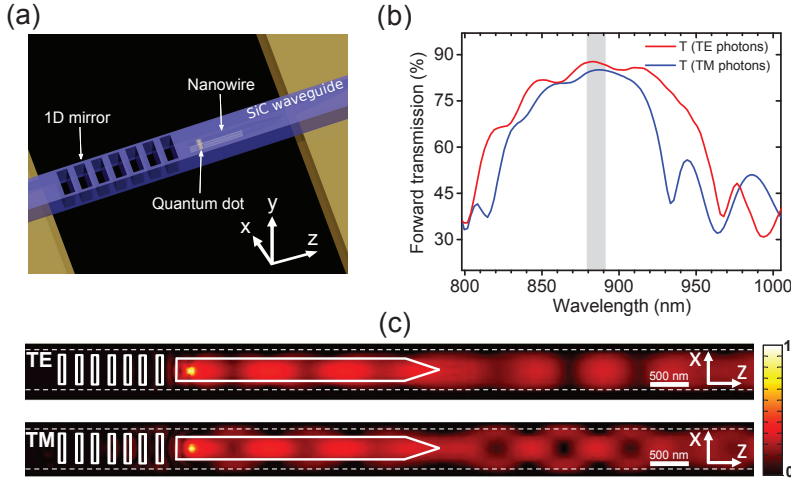 (a)
Nanowire
SiC waveguide
1D mirror
Quantum dot
y
x
z
(b)
T (TE photons)
T (TM photons)
Forward transmission (%)
90
75
60
45
30
800
850
900
950
1000
Wavelength (nm)
(c)
TE
500 nm
X
Z
1
TM
500 nm
X
Z
0